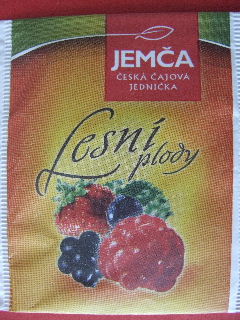 JEMČA
ČESKÁ ČAJOVÁ
JEDNIČKA
Lesní
plody